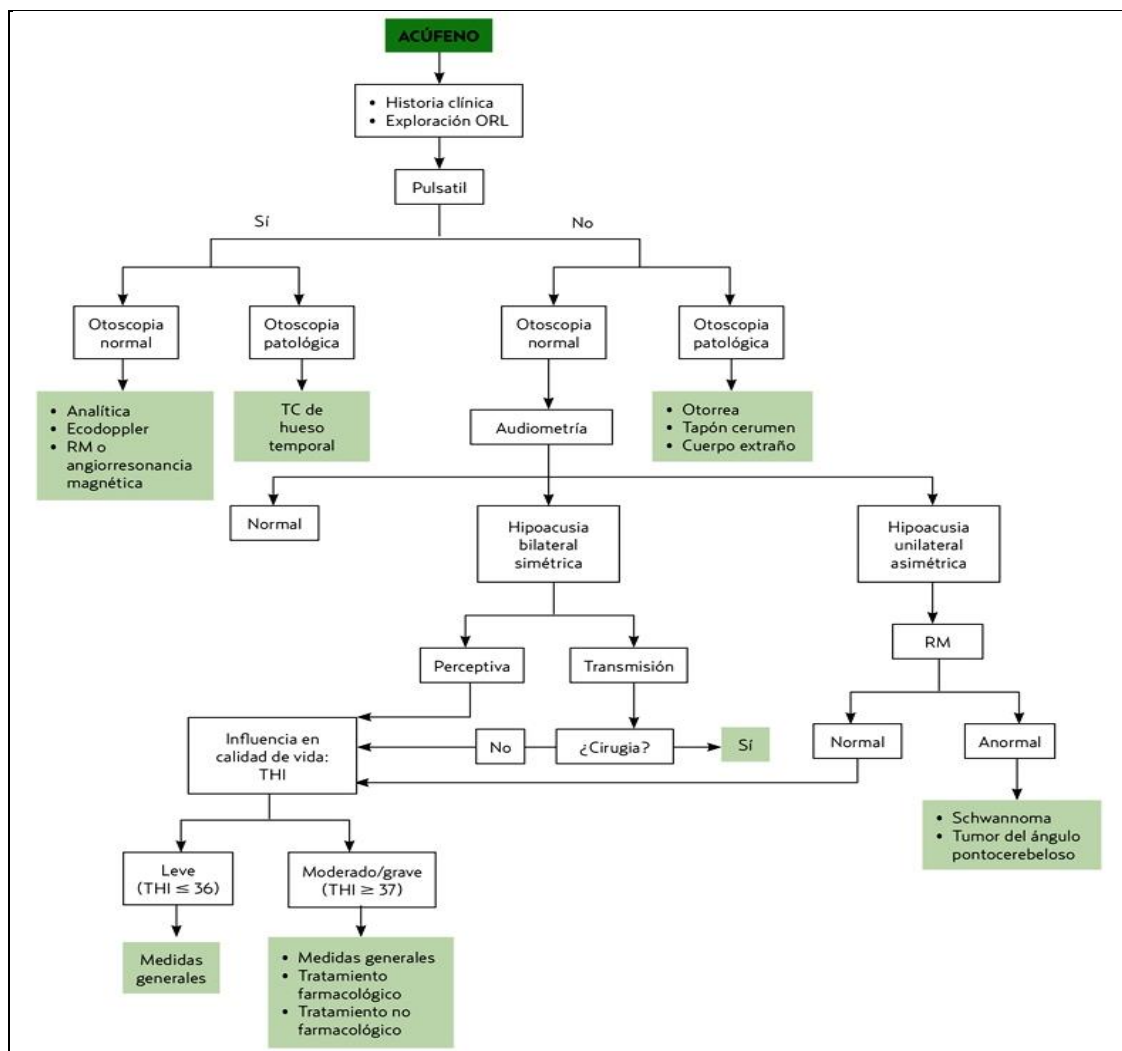 ACÚFENO
• Historia clínica
• Exploración ORL
Pulsatil
Sí
No
Otoscopia
normal
Otoscopia
patológica
Otoscopia
normal
Otoscopia
patológica
• Analítica
• Ecodoppler
• RM o
angiorresonancia
magnética
TC de
hueso
temporal
Audiometría
• Otorrea
• Tapón cerumen
• Cuerpo extraño
Normal
Hipoacusia
bilateral
simétrica
Hipoacusia
unilateral
asimétrica
Perceptiva
Transmisión
RM
Influencia en
calidad de vida:
THI
No
¿Cirugia?
Sí
Normal
Anormal
• Schwannoma
• Tumor del ángulo
pontocerebeloso
Leve
(THI ≤ 36)
Moderado/grave
(THI ≥ 37)
Medidas
generales
• Medidas generales
• Tratamiento
farmacológico
• Tratamiento no
farmacológico